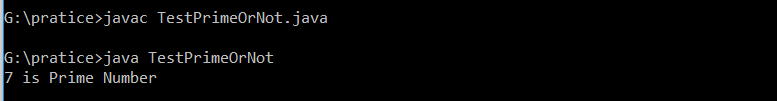 G:\pratice>javac TestPrimeOrNot.java
G:\pratice>java TestPrimeOrNot
7 is Prime Number